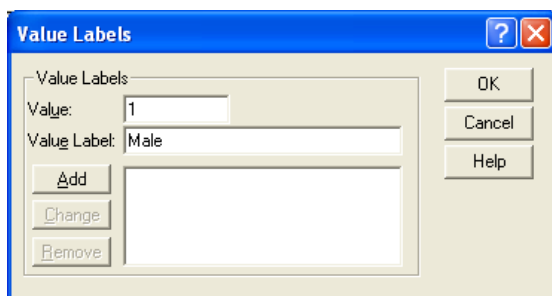 Value Labels
Value Labels
Value: 1
Value Label: Male
Add
Change
Remove
OK
Cancel
Help